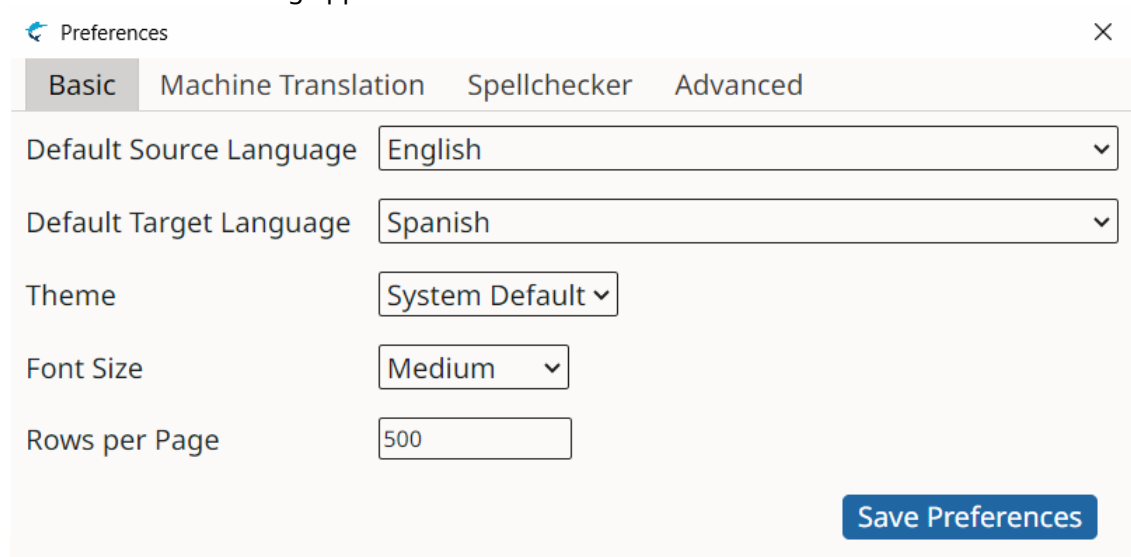 Preferences
Basic Machine Translation Spellchecker Advanced
Default Source Language English
Default Target Language Spanish
Theme System Default
Font Size Medium
Rows per Page 500
Save Preferences